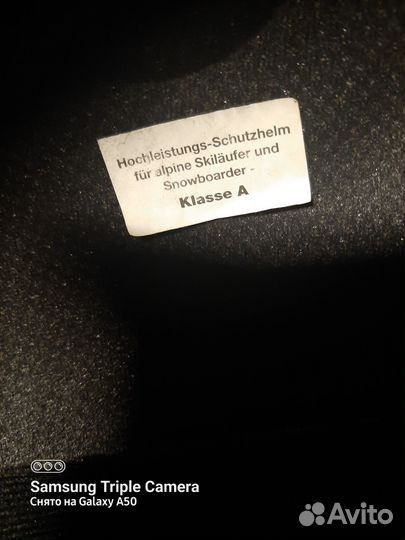 Hochleistungs-Schutzhelm
für alpine Skiläufer und
Snowboarder -
Klasse A
Samsung Triple Camera
Снято на Galaxy A50
Avito